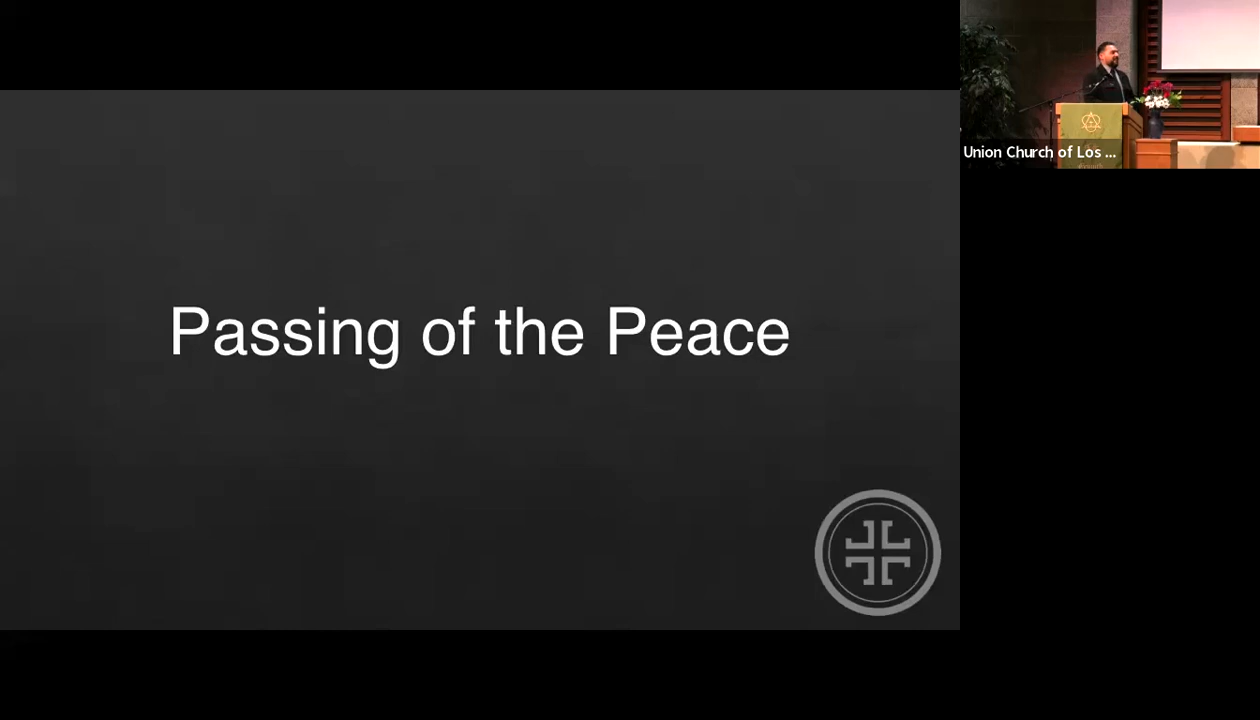 Passing of the Peace
Union Church of Los ...